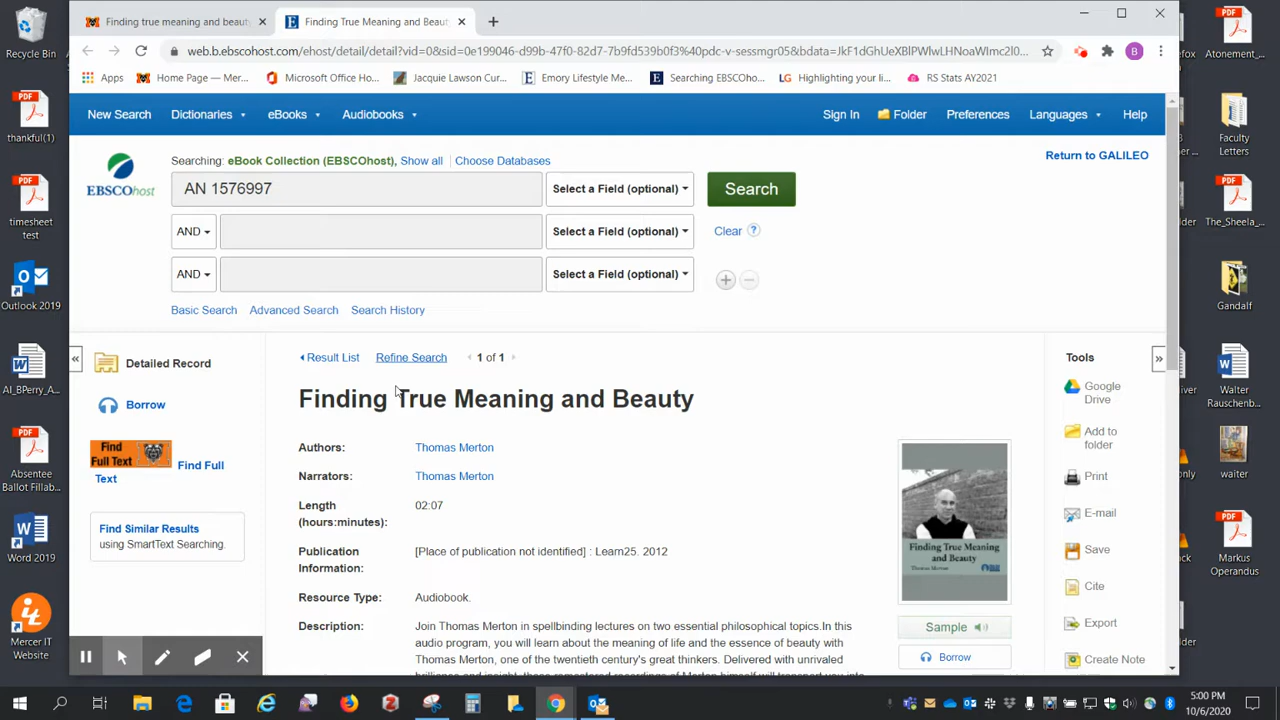 Recycle Bin
thankful(1)
timesheet
test
Outlook 2019
Absentee
Word 2019
Mercer IT
Website
Finding true meaning and beauty
Finding True Meaning and Beaut
web.b.ebscohost.com/ehost/detail/detail?vid=0&sid=0e1b9046-d99b-47f0-82d7-7b9fd539b0f3%40pdc-v-sessmgr05&bdata=JkF1dGhUeXBlPWlwLHNoaWImc2l0...
B
Apps
Home Page — Mer...
Microsoft Office Ho...
Jacquie Lawson Cur...
Emory Lifestyle Me...
Searching EBSCOho...
LG Highlighting your li...
RS Stats AY2021
New Search
Dictionaries
eBooks
Audiobooks
Sign In
Folder
Preferences
Languages
Help
Searching: eBook Collection (EBSCOhost), Show all
Choose Databases
Return to GALILEO
EBSCOhost
AN 1576997
Select a Field (optional)
Search
AND
Select a Field (optional)
Clear ?
AND
Select a Field (optional)
Basic Search
Advanced Search
Search History
Detailed Record
Borrow
Find
Full Text
Find Full
Text
Find Similar Results
using SmartText Searching.
Result List
Refine Search
1 of 1
Finding True Meaning and Beauty
Authors: Thomas Merton
Narrators: Thomas Merton
Length 02:07
(hours:minutes):
Publication [Place of publication not identified] : Learn25. 2012
Information:
Resource Type: Audiobook.
Description: Join Thomas Merton in spellbinding lectures on two essential philosophical topics.In this
audio program, you will learn about the meaning of life and the essence of beauty with
Thomas Merton, one of the twentieth century's great thinkers. Delivered with unrivaled
Finding True Meaning
and Beauty
Thomas Merton
Sample
Borrow
Tools
Google
Drive
Add to
folder
Print
E-mail
Save
Cite
Export
Create Note
Faculty
Letters
Gandalf
Walter
waiter
Markus
Operandus
5:00 PM
10/6/2020